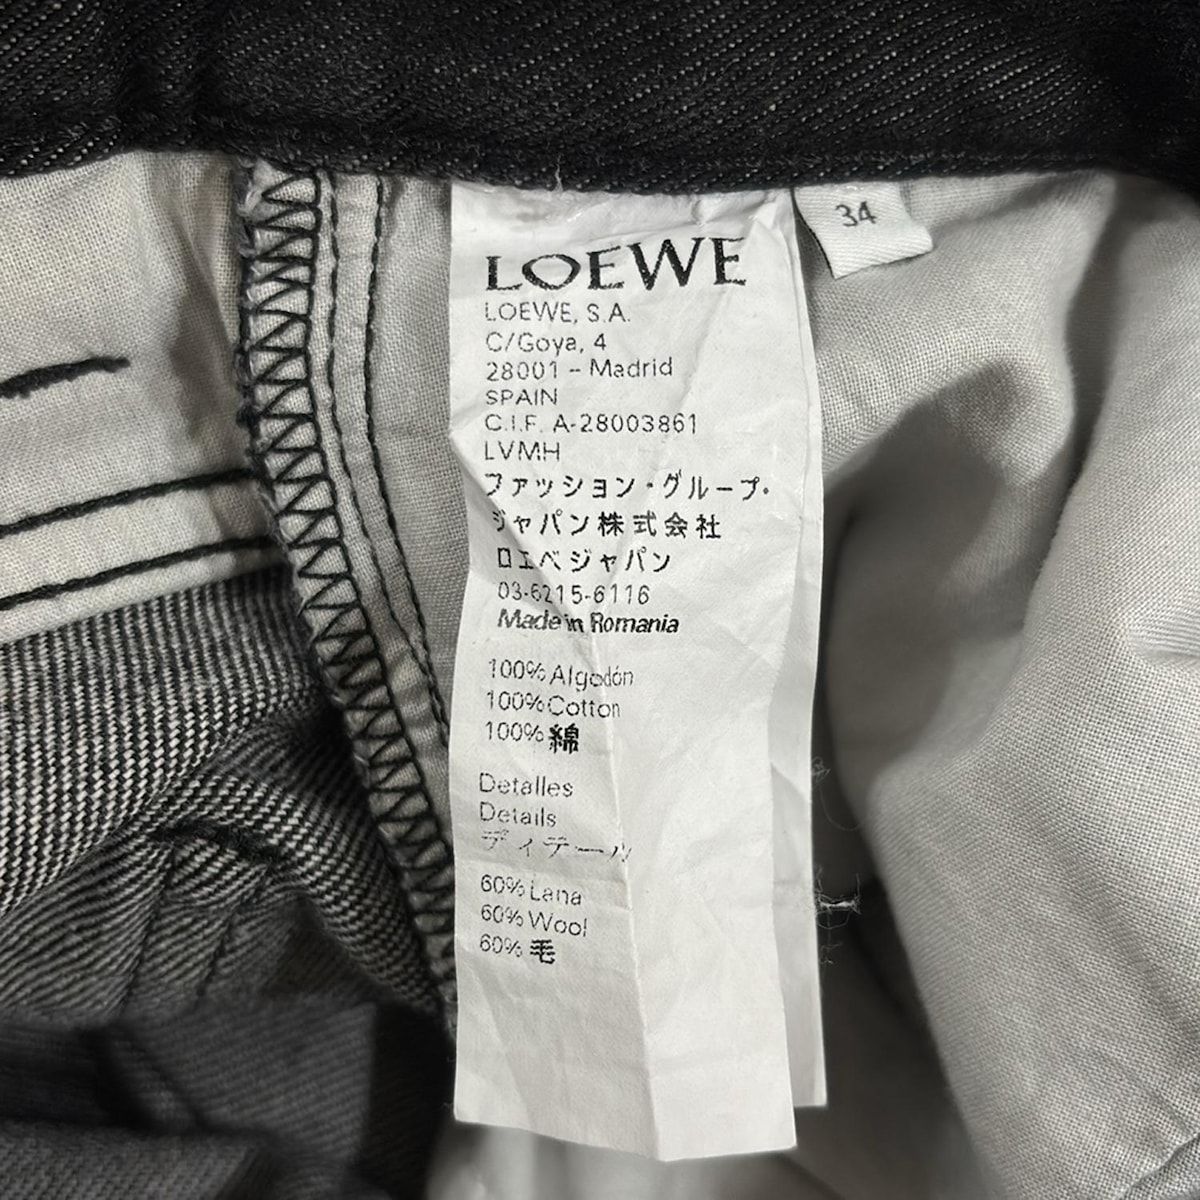 34
LOEWE
LOEWE, S.A.
C/Goya, 4
28001 - Madrid
SPAIN
C.I.F. A-28003861
LVMH
ファッション・グループ・
ジャパン株式会社
ロエベジャパン
03-6215-6116
Made in Romania
100% Algodón
100% Cotton
100% 綿
Detalles
Details
ディテール
60% Lana
60% Wool
60% 毛